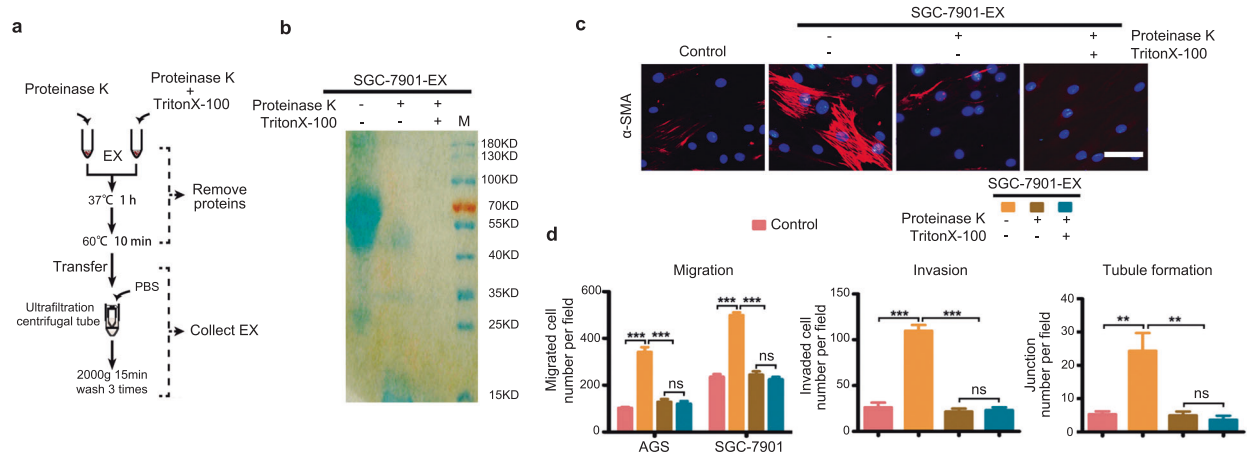 a
Proteinase K
Proteinase K
+
TritonX-100
EX
37℃ 1 h
60℃ 10 min
Remove
proteins
Transfer
PBS
Ultrafiltration
centrifugal tube
Collect EX
2000g 15min
wash 3 times
b
SGC-7901-EX
Proteinase K - + +
TritonX-100 - - + M
180KD
130KD
100KD
70KD
55KD
40KD
35KD
25KD
15KD
c
SGC-7901-EX
Control - + + Proteinase K
- - + TritonX-100
α-SMA
SGC-7901-EX
Control
Proteinase K - + +
TritonX-100 - - +
d
Migration
Migrated cell
number per field
600
400
200
0
*** ***
ns
*** ***
ns
AGS SGC-7901
Invasion
Invaded cell
number per field
150
100
50
0
*** ***
ns
Tubule formation
Junction
number per field
40
30
20
10
0
** **
ns